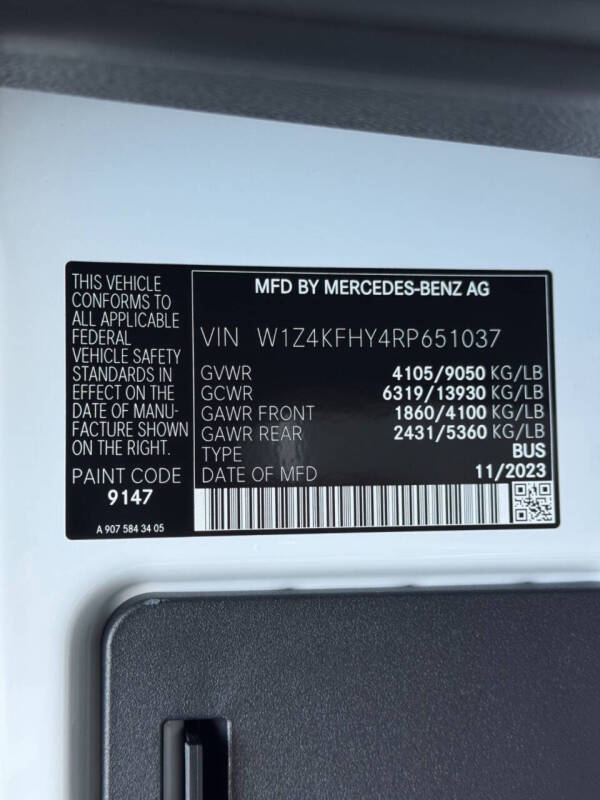 THIS VEHICLE
CONFORMS TO
ALL APPLICABLE
FEDERAL
VEHICLE SAFETY
STANDARDS IN
EFFECT ON THE
DATE OF MANU-
FACTURE SHOWN
ON THE RIGHT.
PAINT CODE
9147
A 907 584 34 05
MFD BY MERCEDES-BENZ AG
VIN W1Z4KFHY4RP651037
GVWR 4105/9050 KG/LB
GCWR 6319/13930 KG/LB
GAWR FRONT 1860/4100 KG/LB
GAWR REAR 2431/5360 KG/LB
TYPE BUS
DATE OF MFD 11/2023